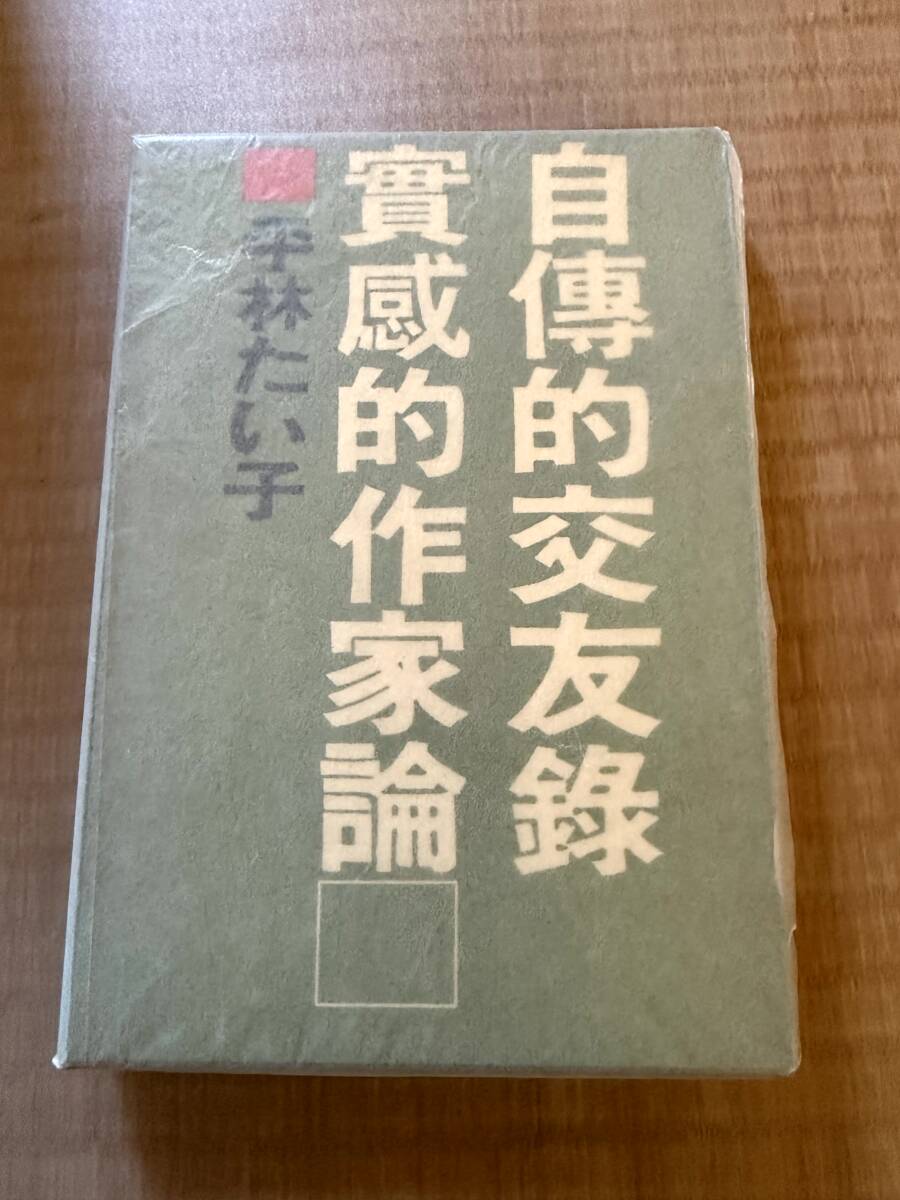 自傳的交友錄
實感的作家論
平林たい子